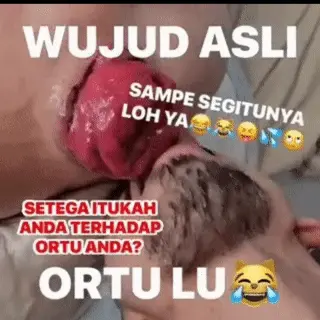 WUJUD ASLI
SAMPE SEGITUNYA
LOH YA😂😹😝💦🙄
SETEGA ITUKAH
ANDA TERHADAP
ORTU ANDA?
ORTU LU😹